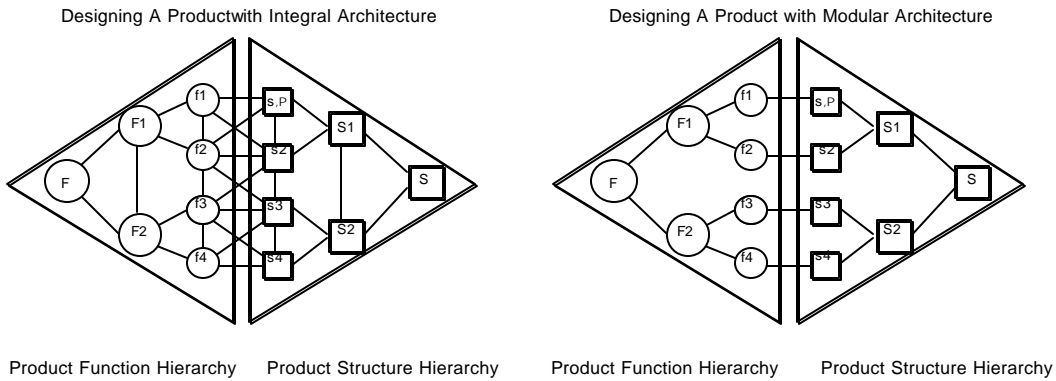 Designing A Productwith Integral Architecture
F
F1
F2
f1
f2
f3
f4
s,P
s2
s3
s4
S1
S2
S
Product Function Hierarchy
Product Structure Hierarchy
Designing A Product with Modular Architecture
F
F1
F2
f1
f2
f3
f4
s,P
s2
s3
s4
S1
S2
S
Product Function Hierarchy
Product Structure Hierarchy